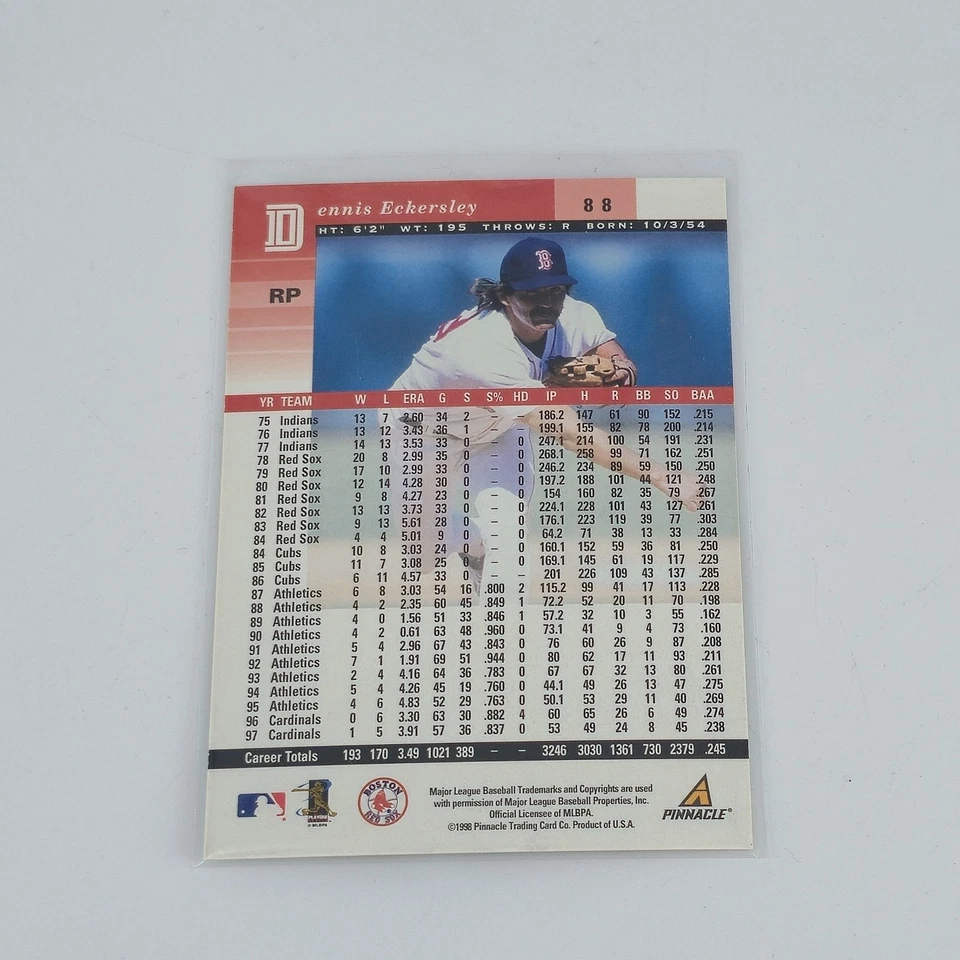 Dennis Eckersley 88
HT: 6'2" WT: 195 THROWS: R BORN: 10/3/54
B
RP
YR TEAM W L ERA G S S% HD IP H R BB SO BAA
75 Indians 13 7 2.60 34 2 – – 186.2 147 61 90 152 .215
76 Indians 13 12 3.43 36 1 – – 199.1 155 82 78 200 .214
77 Indians 14 13 3.53 33 0 – 0 247.1 214 100 54 191 .231
78 Red Sox 20 8 2.99 35 0 – 0 268.1 258 99 71 162 .251
79 Red Sox 17 10 2.99 33 0 – 0 246.2 234 89 59 150 .250
80 Red Sox 12 14 4.28 30 0 – 0 197.2 188 101 44 121 .248
81 Red Sox 9 8 4.27 23 0 – 0 154 160 82 35 79 .267
82 Red Sox 13 13 3.73 33 0 – 0 224.1 228 101 43 127 .261
83 Red Sox 9 13 5.61 28 0 – 0 176.1 223 119 39 77 .303
84 Red Sox 4 4 5.01 9 0 – 0 64.2 71 38 13 33 .284
84 Cubs 10 8 3.03 24 0 – 0 160.1 152 59 36 81 .250
85 Cubs 11 7 3.08 25 0 – 0 169.1 145 61 19 117 .229
86 Cubs 6 11 4.57 33 0 – – 201 226 109 43 137 .285
87 Athletics 6 8 3.03 54 16 .800 2 115.2 99 41 17 113 .228
88 Athletics 4 2 2.35 60 45 .849 1 72.2 52 20 11 70 .198
89 Athletics 4 0 1.56 51 33 .846 1 57.2 32 10 3 55 .162
90 Athletics 4 2 0.61 63 48 .960 0 73.1 41 9 4 73 .160
91 Athletics 5 4 2.96 67 43 .843 0 76 60 26 9 87 .208
92 Athletics 7 1 1.91 69 51 .944 0 80 62 17 11 93 .211
93 Athletics 2 4 4.16 64 36 .783 0 67 67 32 13 80 .261
94 Athletics 5 4 4.26 45 19 .760 0 44.1 49 26 13 47 .275
95 Athletics 4 6 4.83 52 29 .763 0 50.1 53 29 11 40 .269
96 Cardinals 0 6 3.30 63 30 .882 4 60 65 26 6 49 .274
97 Cardinals 1 5 3.91 57 36 .837 0 53 49 24 8 45 .238
Career Totals 193 170 3.49 1021 389 – – 3246 3030 1361 730 2379 .245
PLAYERS
© MLBPA
BOSTON
RED SOX
Major League Baseball Trademarks and Copyrights are used
with permission of Major League Baseball Properties, Inc.
Official Licensee of MLBPA.
©1998 Pinnacle Trading Card Co. Product of U.S.A.
PINNACLE®